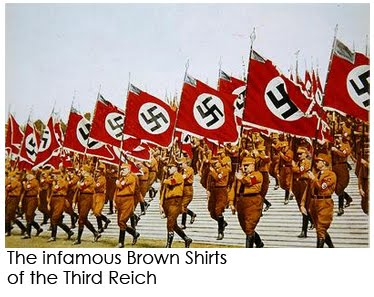 The infamous Brown Shirts
of the Third Reich